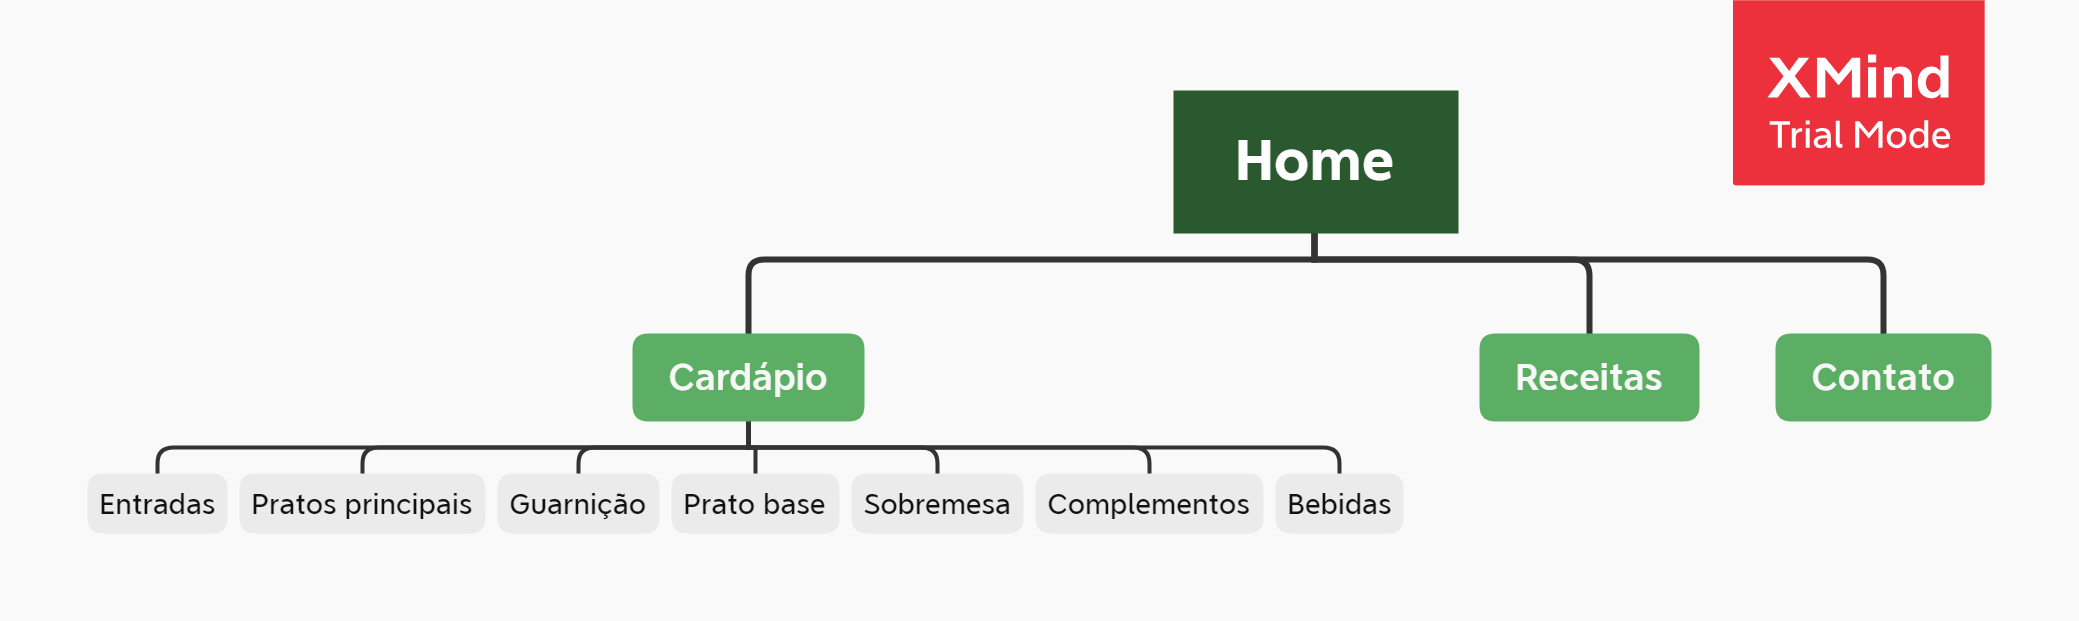 XMind
Trial Mode
Home
Cardápio
Receitas
Contato
Entradas
Pratos principais
Guarnição
Prato base
Sobremesa
Complementos
Bebidas